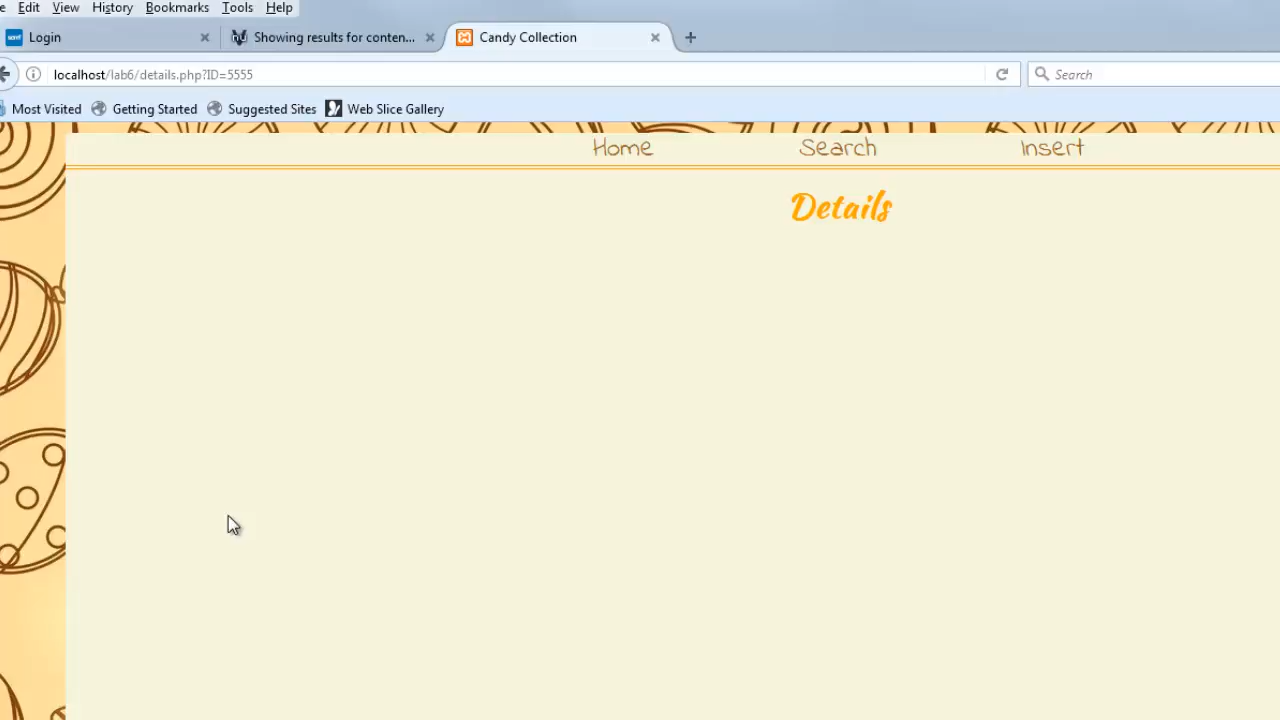 Edit View History Bookmarks Tools Help
Login Showing results for conten... Candy Collection
localhost/lab6/details.php?ID=5555 Search
Most Visited Getting Started Suggested Sites Web Slice Gallery
Home Search Insert
Details